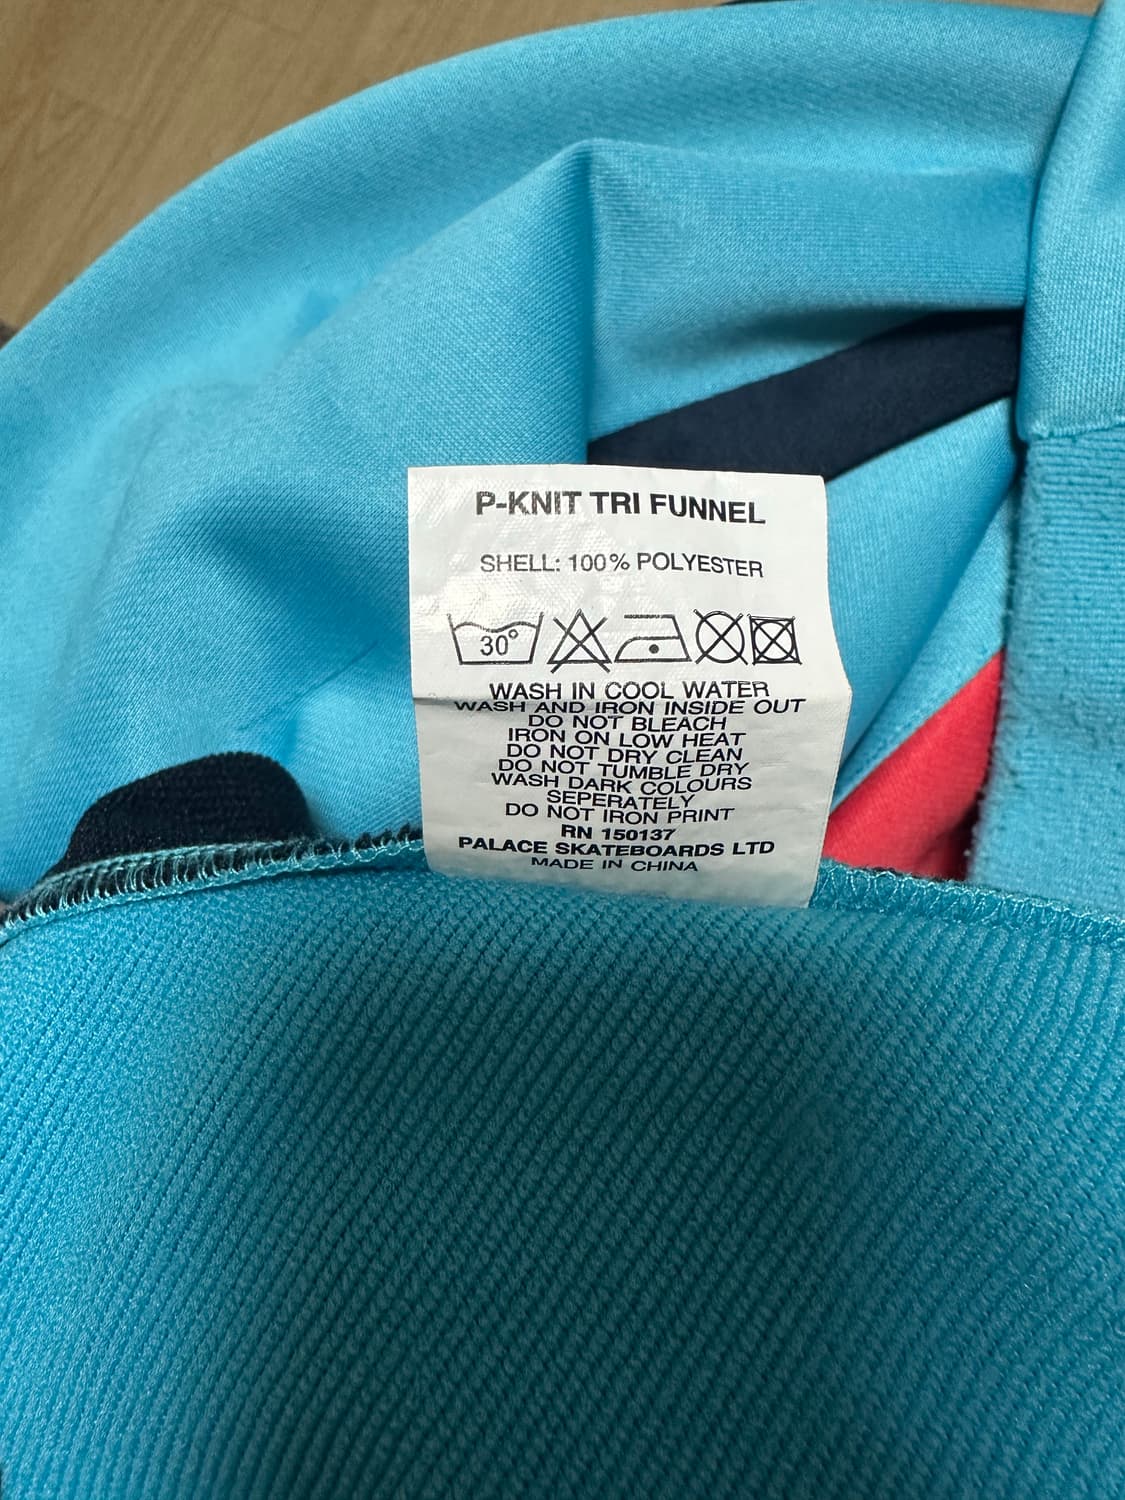 P-KNIT TRI FUNNEL
SHELL: 100% POLYESTER
30°
WASH IN COOL WATER
WASH AND IRON INSIDE OUT
DO NOT BLEACH
IRON ON LOW HEAT
DO NOT DRY CLEAN
DO NOT TUMBLE DRY
WASH DARK COLOURS
SEPERATELY
DO NOT IRON PRINT
RN 150137
PALACE SKATEBOARDS LTD
MADE IN CHINA